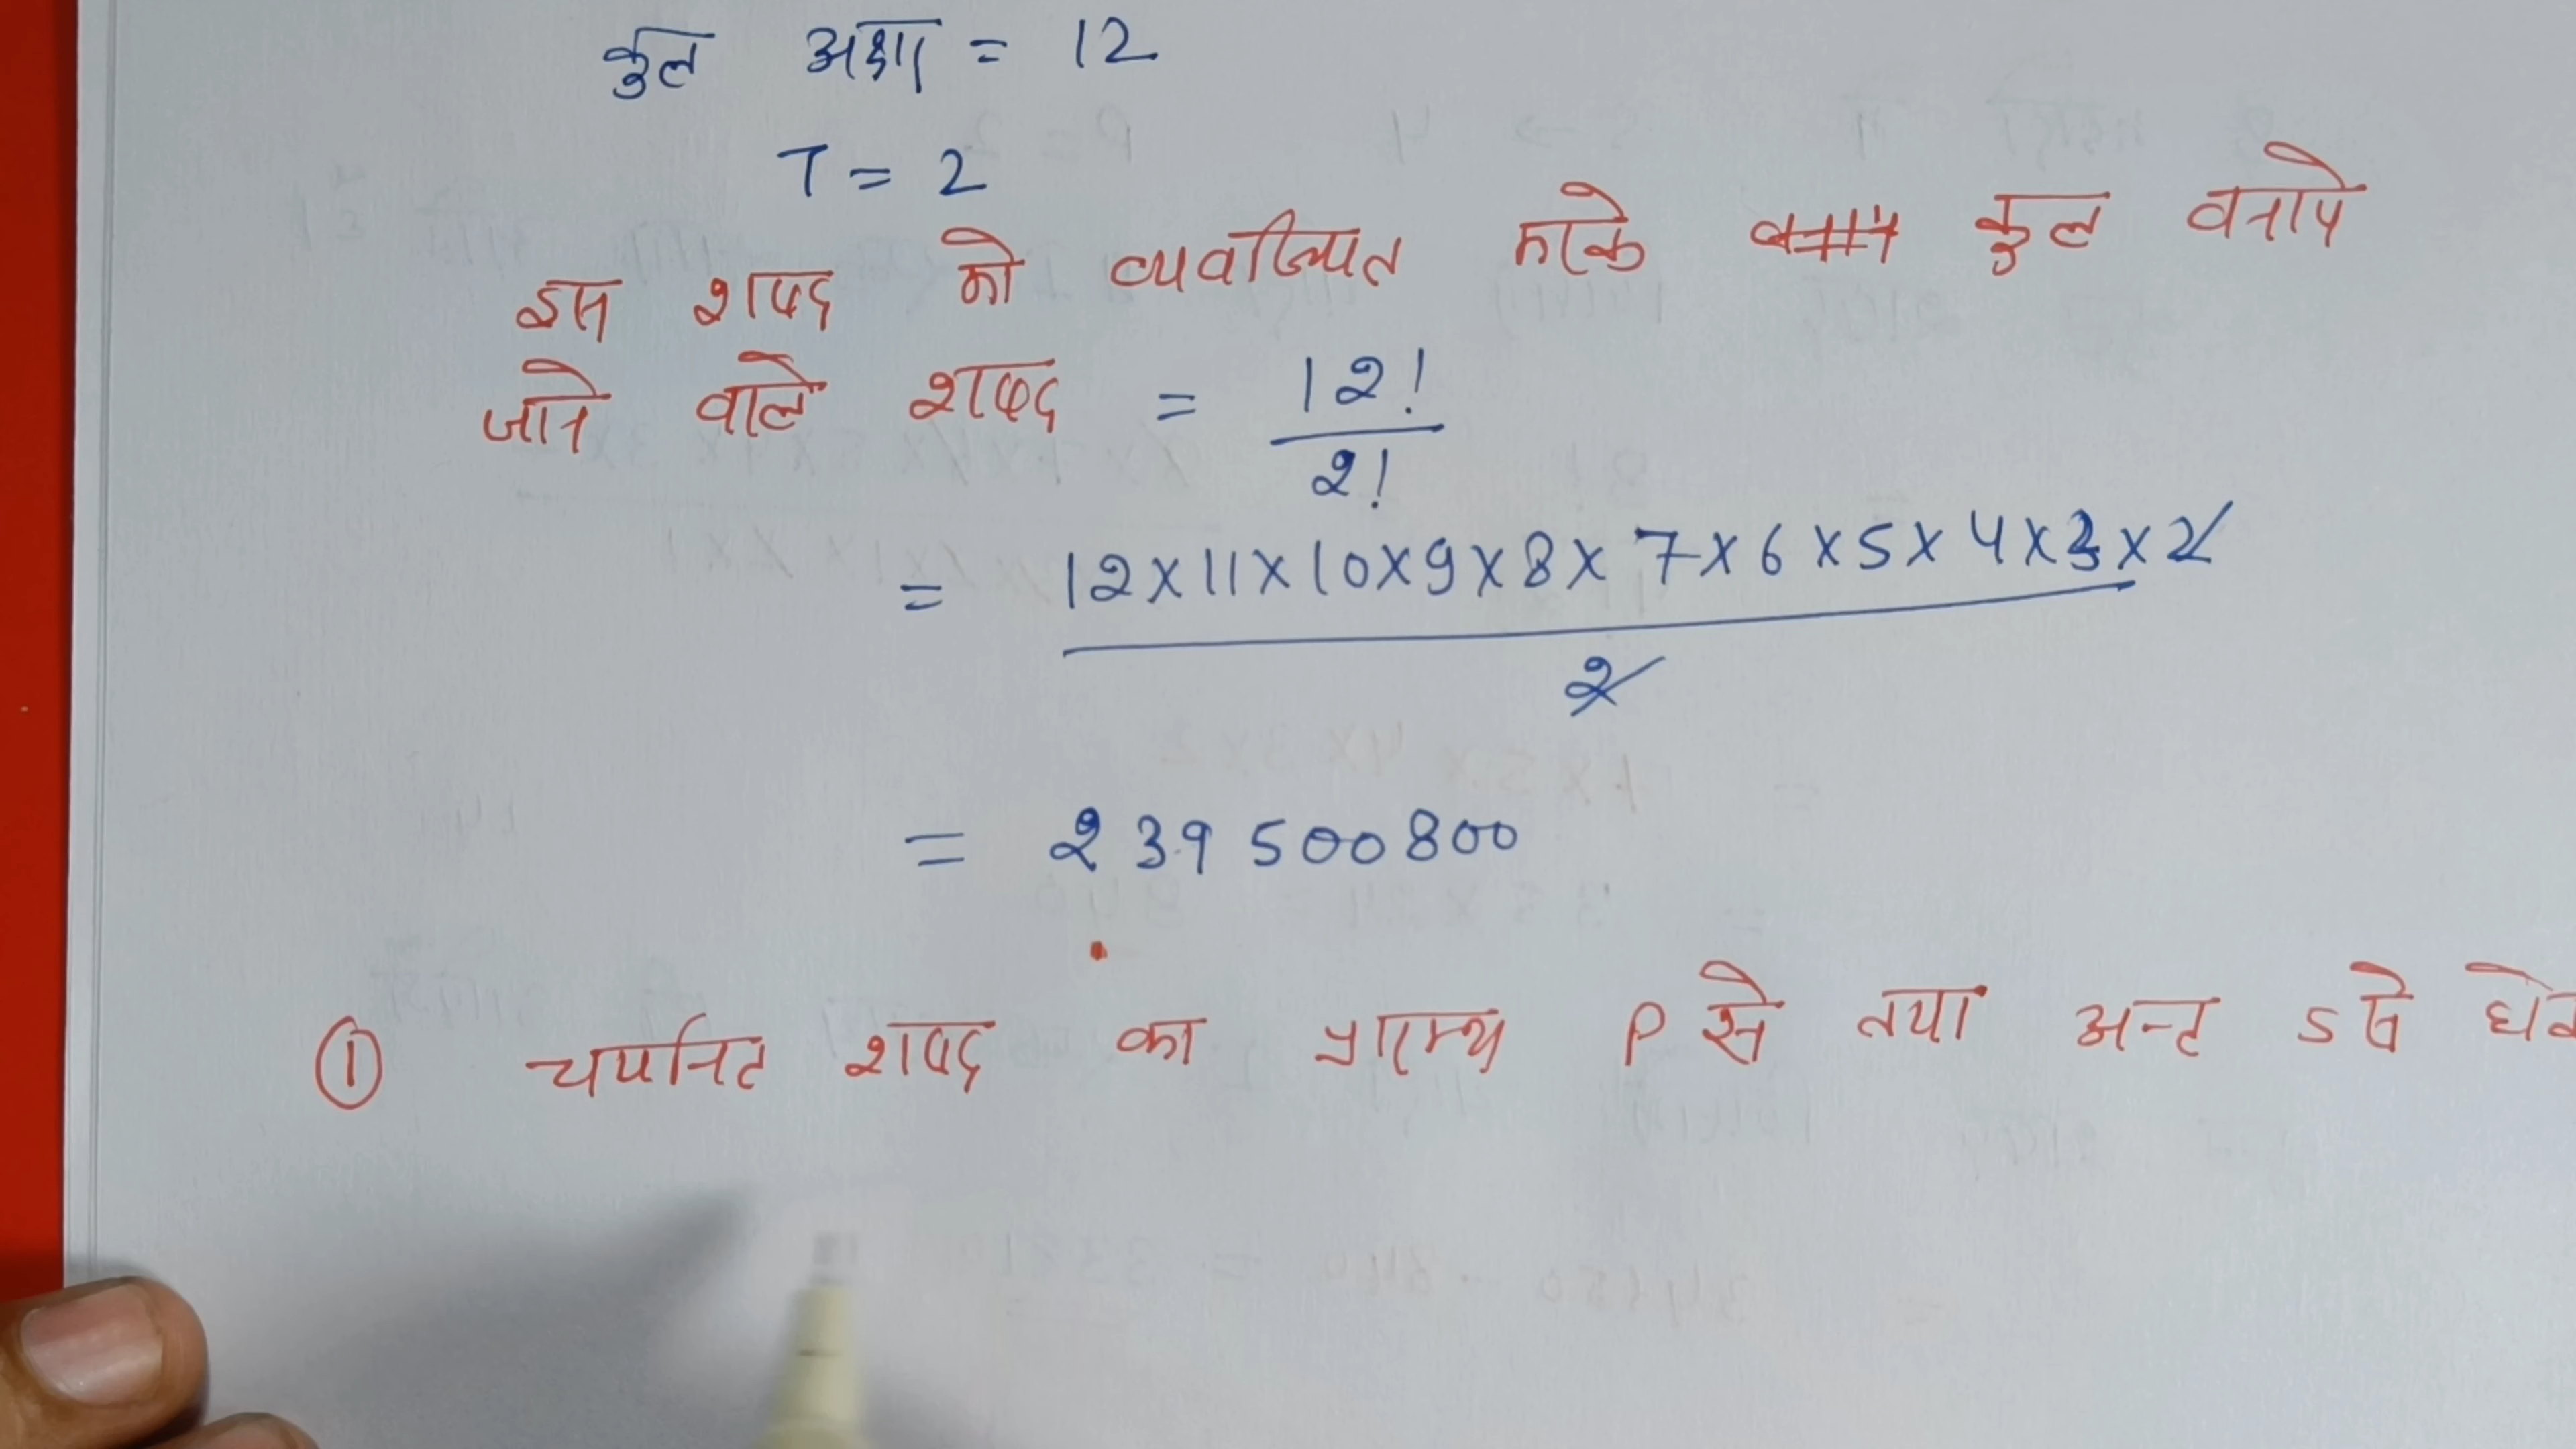 कुल अक्षर = 12
T = 2
इस शब्द को व्यवस्थित करके कुल बनाये
जाने वाले शब्द = 12!/2!
= 12×11×10×9×8×7×6×5×4×3×2/2
= 239500800
① चयनित शब्द का प्रारम्भ P से तथा अन्त S से